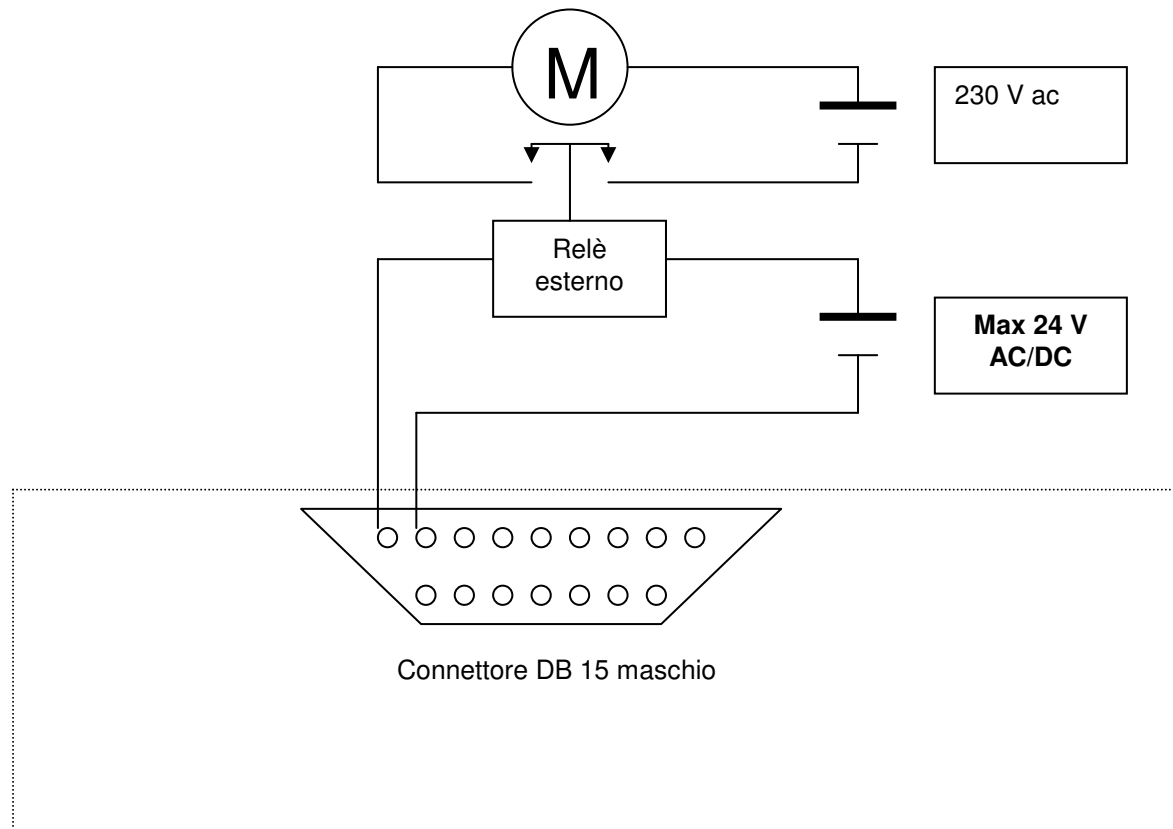 M
230 V ac
Relè
esterno
Max 24 V
AC/DC
Connettore DB 15 maschio